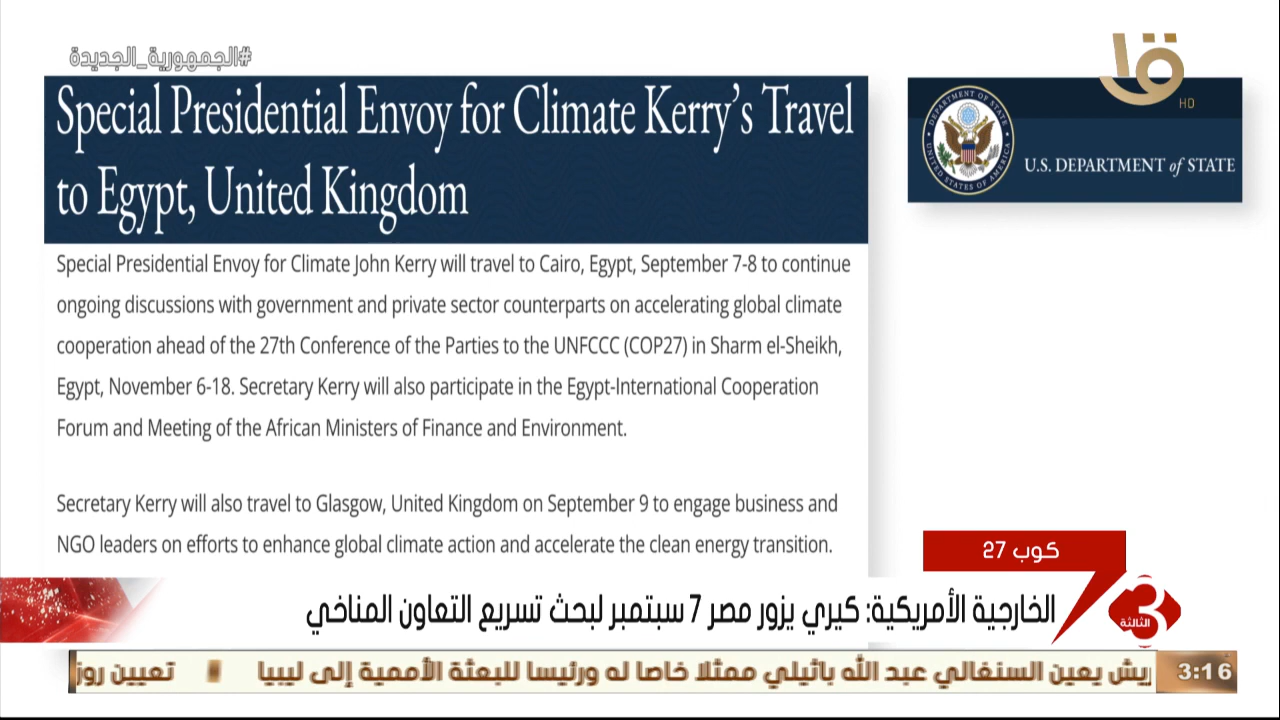 #الجمهورية_الجديدة
Special Presidential Envoy for Climate Kerry's Travel
to Egypt, United Kingdom
HD
DEPARTMENT OF STATE
UNITED STATES OF AMERICA
U.S. DEPARTMENT of STATE
Special Presidential Envoy for Climate John Kerry will travel to Cairo, Egypt, September 7-8 to continue
ongoing discussions with government and private sector counterparts on accelerating global climate
cooperation ahead of the 27th Conference of the Parties to the UNFCCC (COP27) in Sharm el-Sheikh,
Egypt, November 6-18. Secretary Kerry will also participate in the Egypt-International Cooperation
Forum and Meeting of the African Ministers of Finance and Environment.
Secretary Kerry will also travel to Glasgow, United Kingdom on September 9 to engage business and
NGO leaders on efforts to enhance global climate action and accelerate the clean energy transition.
كوب 27
الخارجية الأمريكية: كيري يزور مصر 7 سبتمبر لبحث تسريع التعاون المناخي
3 الثالثة
3:16 ريش يعين السنغالي عبد الله باثيلي ممثلا خاصا له ورئيسا للبعثة الأممية إلى ليبيا تعيين روز